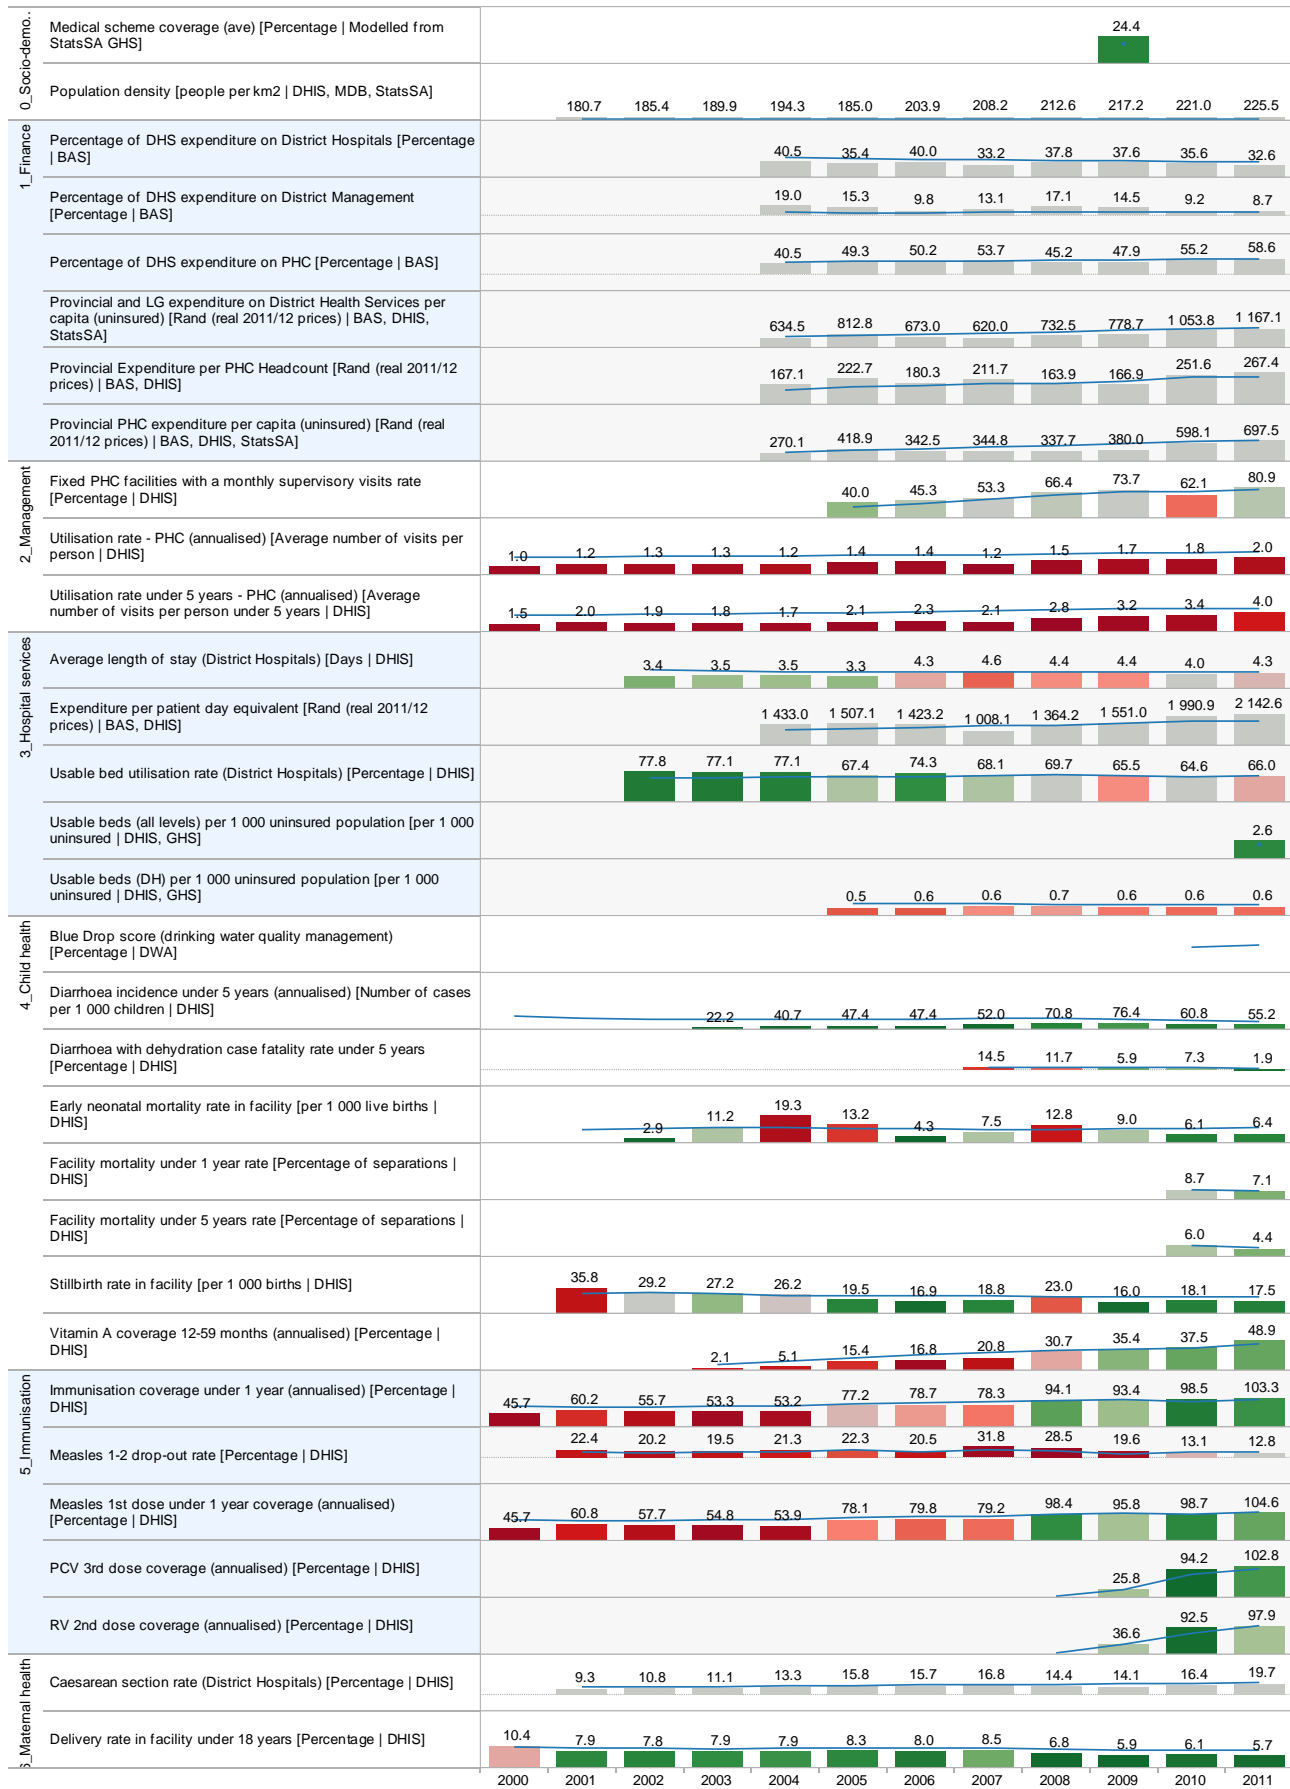 0_Socio-demo..
Medical scheme coverage (ave) [Percentage | Modelled from
StatsSA GHS]
24.4
Population density [people per km2 | DHIS, MDB, StatsSA]
180.7 185.4 189.9 194.3 185.0 203.9 208.2 212.6 217.2 221.0 225.5
1_Finance
Percentage of DHS expenditure on District Hospitals [Percentage
| BAS]
40.5 35.4 40.0 33.2 37.8 37.6 35.6 32.6
Percentage of DHS expenditure on District Management
[Percentage | BAS]
19.0 15.3 9.8 13.1 17.1 14.5 9.2 8.7
Percentage of DHS expenditure on PHC [Percentage | BAS]
40.5 49.3 50.2 53.7 45.2 47.9 55.2 58.6
Provincial and LG expenditure on District Health Services per
capita (uninsured) [Rand (real 2011/12 prices) | BAS, DHIS,
StatsSA]
634.5 812.8 673.0 620.0 732.5 778.7 1 053.8 1 167.1
Provincial Expenditure per PHC Headcount [Rand (real 2011/12
prices) | BAS, DHIS]
167.1 222.7 180.3 211.7 163.9 166.9 251.6 267.4
Provincial PHC expenditure per capita (uninsured) [Rand (real
2011/12 prices) | BAS, DHIS, StatsSA]
270.1 418.9 342.5 344.8 337.7 380.0 598.1 697.5
2_Management
Fixed PHC facilities with a monthly supervisory visits rate
[Percentage | DHIS]
40.0 45.3 53.3 66.4 73.7 62.1 80.9
Utilisation rate - PHC (annualised) [Average number of visits per
person | DHIS]
1.0 1.2 1.3 1.3 1.2 1.4 1.4 1.2 1.5 1.7 1.8 2.0
Utilisation rate under 5 years - PHC (annualised) [Average
number of visits per person under 5 years | DHIS]
1.5 2.0 1.9 1.8 1.7 2.1 2.3 2.1 2.8 3.2 3.4 4.0
3_Hospital services
Average length of stay (District Hospitals) [Days | DHIS]
3.4 3.5 3.5 3.3 4.3 4.6 4.4 4.4 4.0 4.3
Expenditure per patient day equivalent [Rand (real 2011/12
prices) | BAS, DHIS]
1 433.0 1 507.1 1 423.2 1 008.1 1 364.2 1 551.0 1 990.9 2 142.6
Usable bed utilisation rate (District Hospitals) [Percentage | DHIS]
77.8 77.1 77.1 67.4 74.3 68.1 69.7 65.5 64.6 66.0
Usable beds (all levels) per 1 000 uninsured population [per 1 000
uninsured | DHIS, GHS]
2.6
Usable beds (DH) per 1 000 uninsured population [per 1 000
uninsured | DHIS, GHS]
0.5 0.6 0.6 0.7 0.6 0.6 0.6
4_Child health
Blue Drop score (drinking water quality management)
[Percentage | DWA]
Diarrhoea incidence under 5 years (annualised) [Number of cases
per 1 000 children | DHIS]
22.2 40.7 47.4 47.4 52.0 70.8 76.4 60.8 55.2
Diarrhoea with dehydration case fatality rate under 5 years
[Percentage | DHIS]
14.5 11.7 5.9 7.3 1.9
Early neonatal mortality rate in facility [per 1 000 live births |
DHIS]
2.9 11.2 19.3 13.2 4.3 7.5 12.8 9.0 6.1 6.4
Facility mortality under 1 year rate [Percentage of separations |
DHIS]
8.7 7.1
Facility mortality under 5 years rate [Percentage of separations |
DHIS]
6.0 4.4
Stillbirth rate in facility [per 1 000 births | DHIS]
35.8 29.2 27.2 26.2 19.5 16.9 18.8 23.0 16.0 18.1 17.5
Vitamin A coverage 12-59 months (annualised) [Percentage |
DHIS]
2.1 5.1 15.4 16.8 20.8 30.7 35.4 37.5 48.9
5_Immunisation
Immunisation coverage under 1 year (annualised) [Percentage |
DHIS]
45.7 60.2 55.7 53.3 53.2 77.2 78.7 78.3 94.1 93.4 98.5 103.3
Measles 1-2 drop-out rate [Percentage | DHIS]
22.4 20.2 19.5 21.3 22.3 20.5 31.8 28.5 19.6 13.1 12.8
Measles 1st dose under 1 year coverage (annualised)
[Percentage | DHIS]
45.7 60.8 57.7 54.8 53.9 78.1 79.8 79.2 98.4 95.8 98.7 104.6
PCV 3rd dose coverage (annualised) [Percentage | DHIS]
25.8 94.2 102.8
RV 2nd dose coverage (annualised) [Percentage | DHIS]
36.6 92.5 97.9
6_Maternal health
Caesarean section rate (District Hospitals) [Percentage | DHIS]
9.3 10.8 11.1 13.3 15.8 15.7 16.8 14.4 14.1 16.4 19.7
Delivery rate in facility under 18 years [Percentage | DHIS]
10.4 7.9 7.8 7.9 7.9 8.3 8.0 8.5 6.8 5.9 6.1 5.7
2000 2001 2002 2003 2004 2005 2006 2007 2008 2009 2010 2011